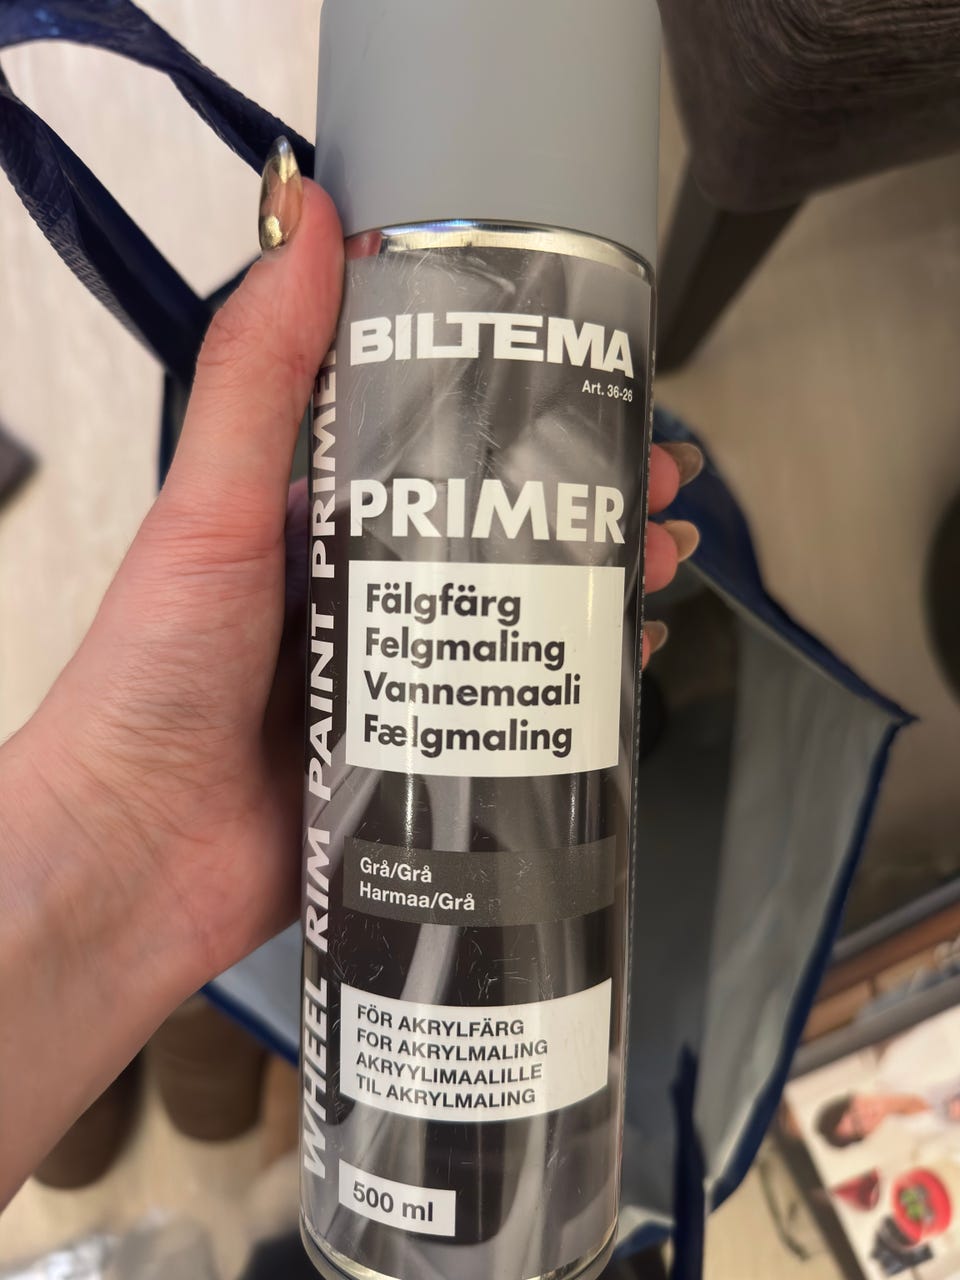 BILTEMA
Art. 36-26
PRIMER
Fälgfärg
Felgmaling
Vannemaali
Fælgmaling
Grå/Grå
Harmaa/Grå
FÖR AKRYLFÄRG
FOR AKRYLMALING
AKRYYLIMAALILLE
TIL AKRYLMALING
500 ml
WHEEL RIM PAINT PRIMER